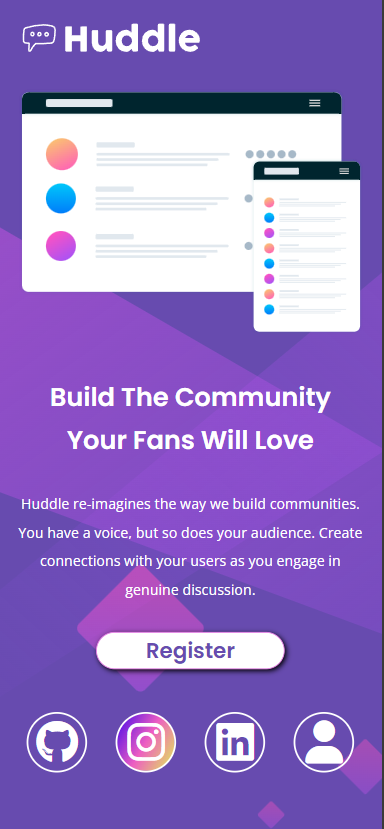 Huddle
Build The Community
Your Fans Will Love
Huddle re-imagines the way we build communities.
You have a voice, but so does your audience. Create
connections with your users as you engage in
genuine discussion.
Register
in